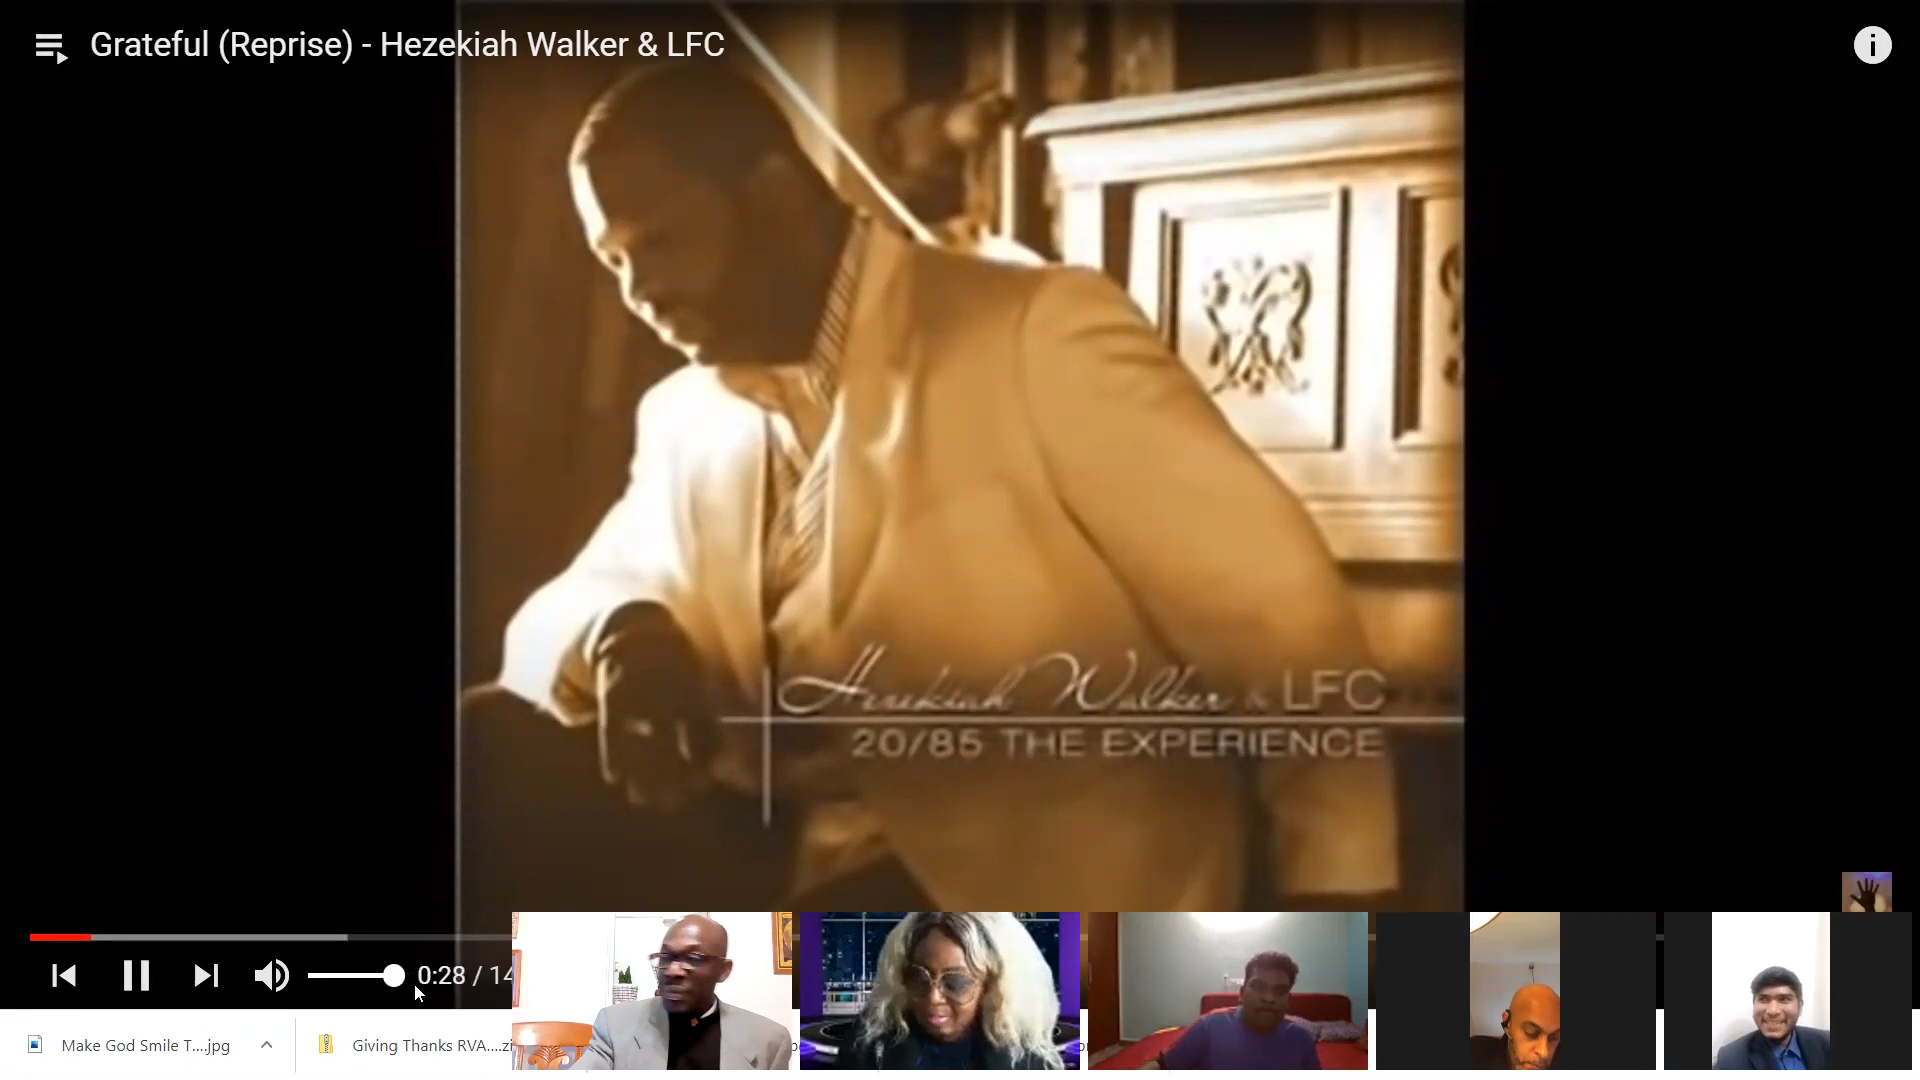 Grateful (Reprise) - Hezekiah Walker & LFC
Hezekiah Walker & LFC
20/85 THE EXPERIENCE
0:28 / 14
Make God Smile T....jpg
Giving Thanks RVA....zi